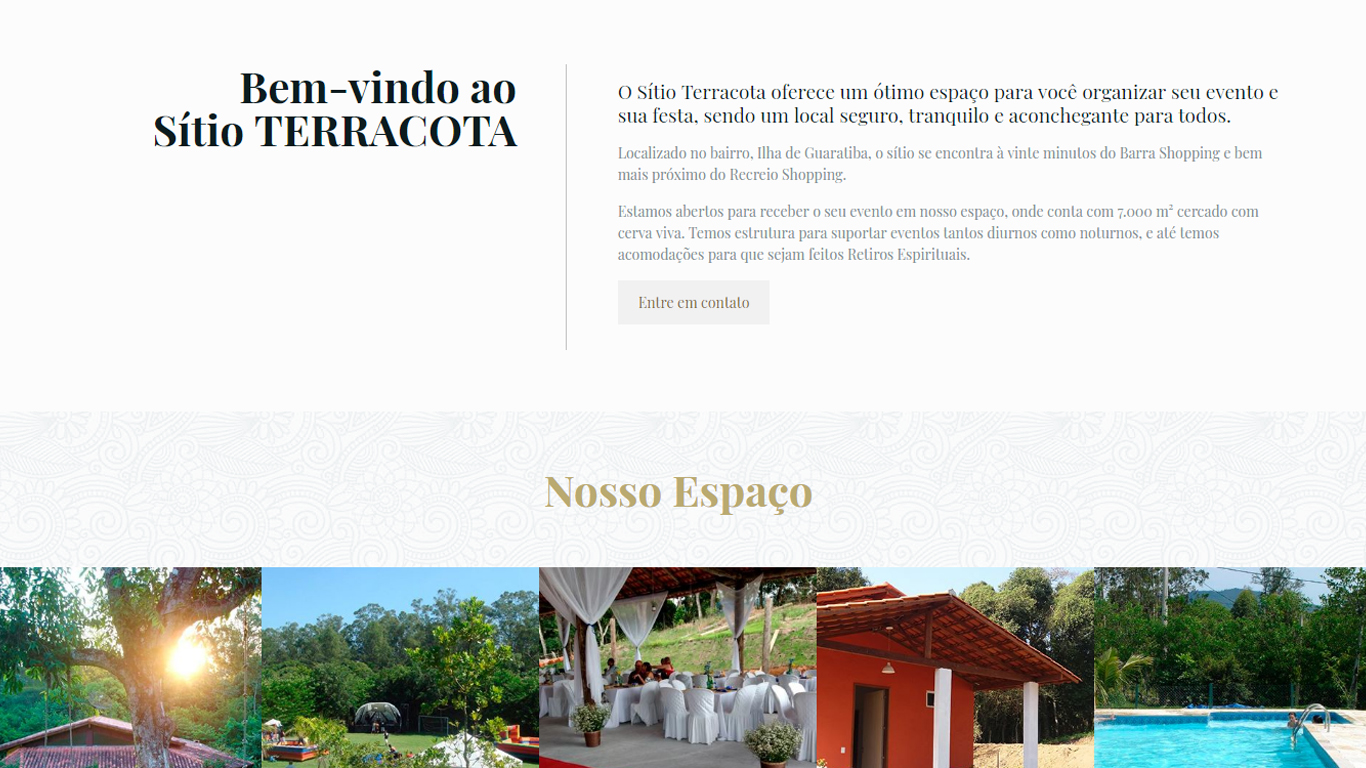 Bem-vindo ao
Sítio TERRACOTA
O Sítio Terracota oferece um ótimo espaço para você organizar seu evento e
sua festa, sendo um local seguro, tranquilo e aconchegante para todos.
Localizado no bairro, Ilha de Guaratiba, o sítio se encontra à vinte minutos do Barra Shopping e bem
mais próximo do Recreio Shopping.
Estamos abertos para receber o seu evento em nosso espaço, onde conta com 7.000 m² cercado com
cerva viva. Temos estrutura para suportar eventos tantos diurnos como noturnos, e até temos
acomodações para que sejam feitos Retiros Espirituais.
Entre em contato
Nosso Espaço